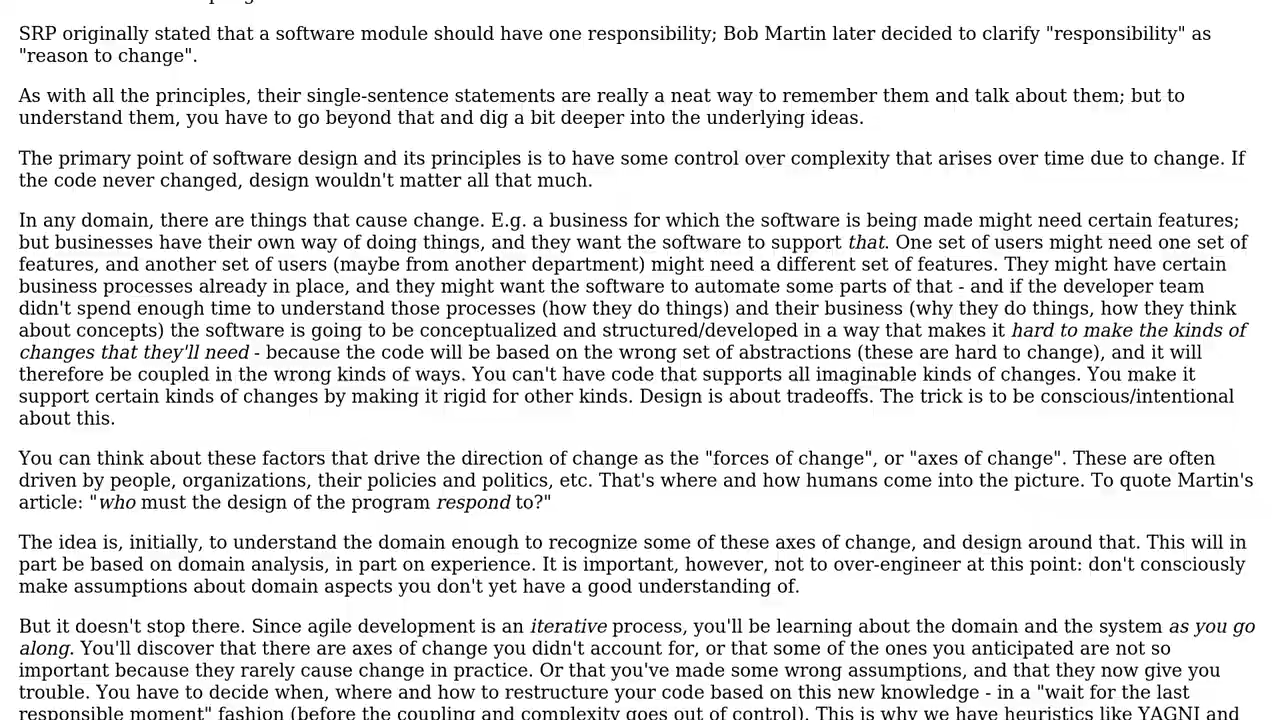 SRP originally stated that a software module should have one responsibility; Bob Martin later decided to clarify "responsibility" as
"reason to change".
As with all the principles, their single-sentence statements are really a neat way to remember them and talk about them; but to
understand them, you have to go beyond that and dig a bit deeper into the underlying ideas.
The primary point of software design and its principles is to have some control over complexity that arises over time due to change. If
the code never changed, design wouldn't matter all that much.
In any domain, there are things that cause change. E.g. a business for which the software is being made might need certain features;
but businesses have their own way of doing things, and they want the software to support that. One set of users might need one set of
features, and another set of users (maybe from another department) might need a different set of features. They might have certain
business processes already in place, and they might want the software to automate some parts of that - and if the developer team
didn't spend enough time to understand those processes (how they do things) and their business (why they do things, how they think
about concepts) the software is going to be conceptualized and structured/developed in a way that makes it hard to make the kinds of
changes that they'll need - because the code will be based on the wrong set of abstractions (these are hard to change), and it will
therefore be coupled in the wrong kinds of ways. You can't have code that supports all imaginable kinds of changes. You make it
support certain kinds of changes by making it rigid for other kinds. Design is about tradeoffs. The trick is to be conscious/intentional
about this.
You can think about these factors that drive the direction of change as the "forces of change", or "axes of change". These are often
driven by people, organizations, their policies and politics, etc. That's where and how humans come into the picture. To quote Martin's
article: "who must the design of the program respond to?"
The idea is, initially, to understand the domain enough to recognize some of these axes of change, and design around that. This will in
part be based on domain analysis, in part on experience. It is important, however, not to over-engineer at this point: don't consciously
make assumptions about domain aspects you don't yet have a good understanding of.
But it doesn't stop there. Since agile development is an iterative process, you'll be learning about the domain and the system as you go
along. You'll discover that there are axes of change you didn't account for, or that some of the ones you anticipated are not so
important because they rarely cause change in practice. Or that you've made some wrong assumptions, and that they now give you
trouble. You have to decide when, where and how to restructure your code based on this new knowledge - in a "wait for the last
responsible moment" fashion (before the coupling and complexity goes out of control). This is why we have heuristics like YAGNI and